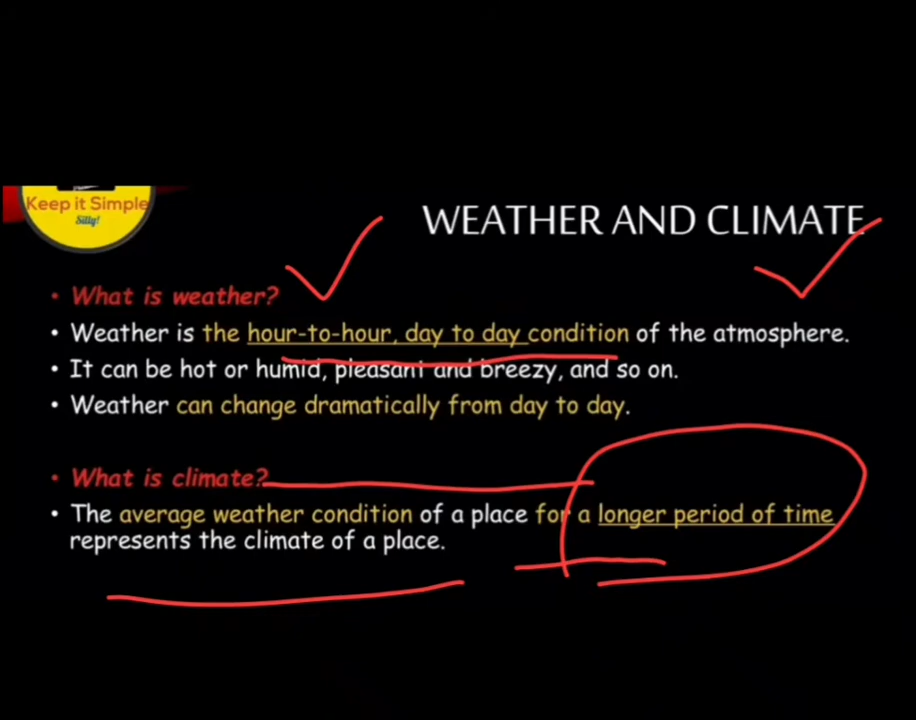 Keep it Simple
Silly!
WEATHER AND CLIMATE
• What is weather?
• Weather is the hour-to-hour, day to day condition of the atmosphere.
• It can be hot or humid, pleasant and breezy, and so on.
• Weather can change dramatically from day to day.
• What is climate?
• The average weather condition of a place for a longer period of time
represents the climate of a place.